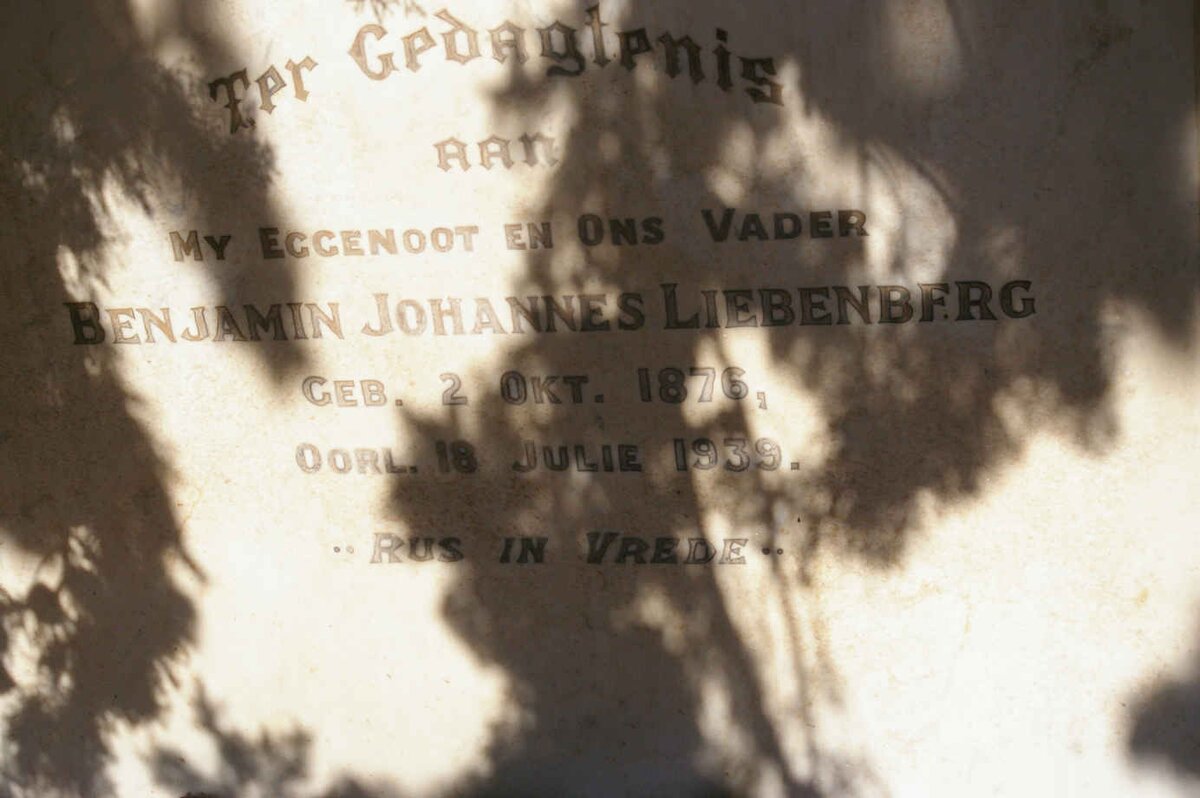 Ter Gedagtenis
aan
MY EGGENOOT EN ONS VADER
BENJAMIN JOHANNES LIEBENBERG
GEB. 2 OKT. 1876,
OORL. 18 JULIE 1939.
"RUS IN VREDE"